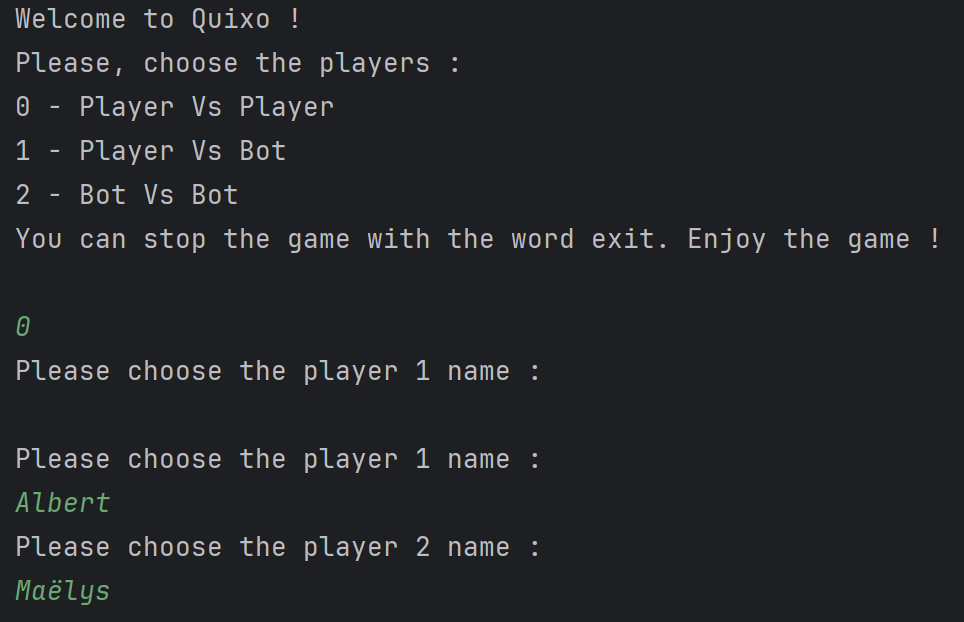 Welcome to Quixo !
Please, choose the players :
0 - Player Vs Player
1 - Player Vs Bot
2 - Bot Vs Bot
You can stop the game with the word exit. Enjoy the game !
0
Please choose the player 1 name :
Please choose the player 1 name :
Albert
Please choose the player 2 name :
Maëlys